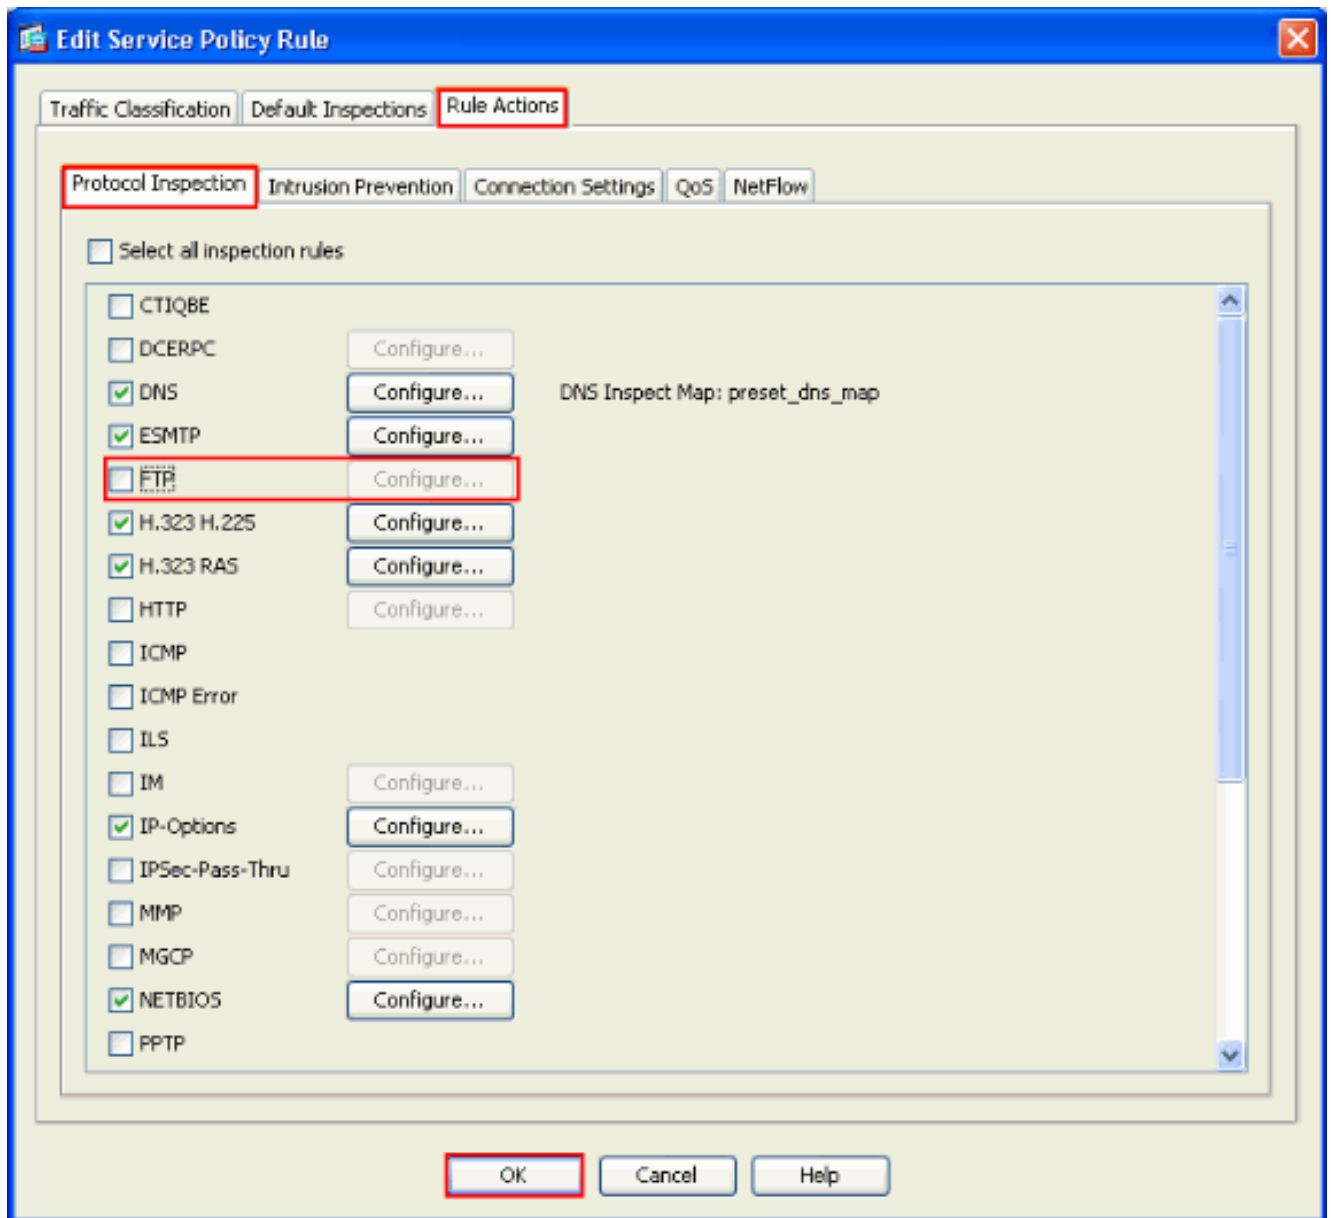 Edit Service Policy Rule
Traffic Classification Default Inspections Rule Actions
Protocol Inspection Intrusion Prevention Connection Settings QoS NetFlow
Select all inspection rules
CTIQBE
DCERPC Configure...
DNS Configure... DNS Inspect Map: preset_dns_map
ESMTP Configure...
FTP Configure...
H.323 H.225 Configure...
H.323 RAS Configure...
HTTP Configure...
ICMP
ICMP Error
ILS
IM Configure...
IP-Options Configure...
IPSec-Pass-Thru Configure...
MMP Configure...
MGCP Configure...
NETBIOS Configure...
PPTP
OK Cancel Help